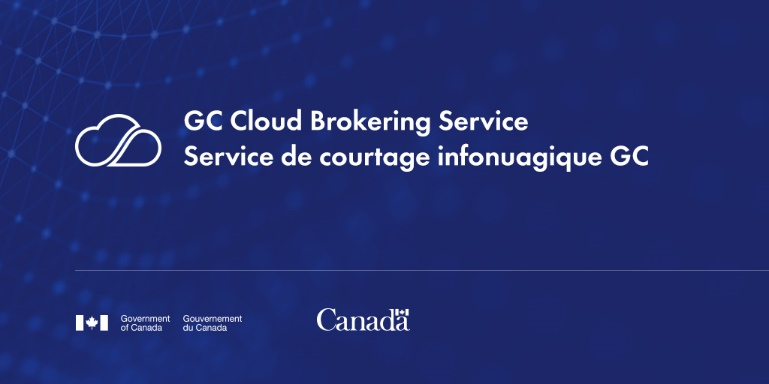 GC Cloud Brokering Service
Service de courtage infonuagique GC
Government
of Canada
Gouvernement
du Canada
Canada